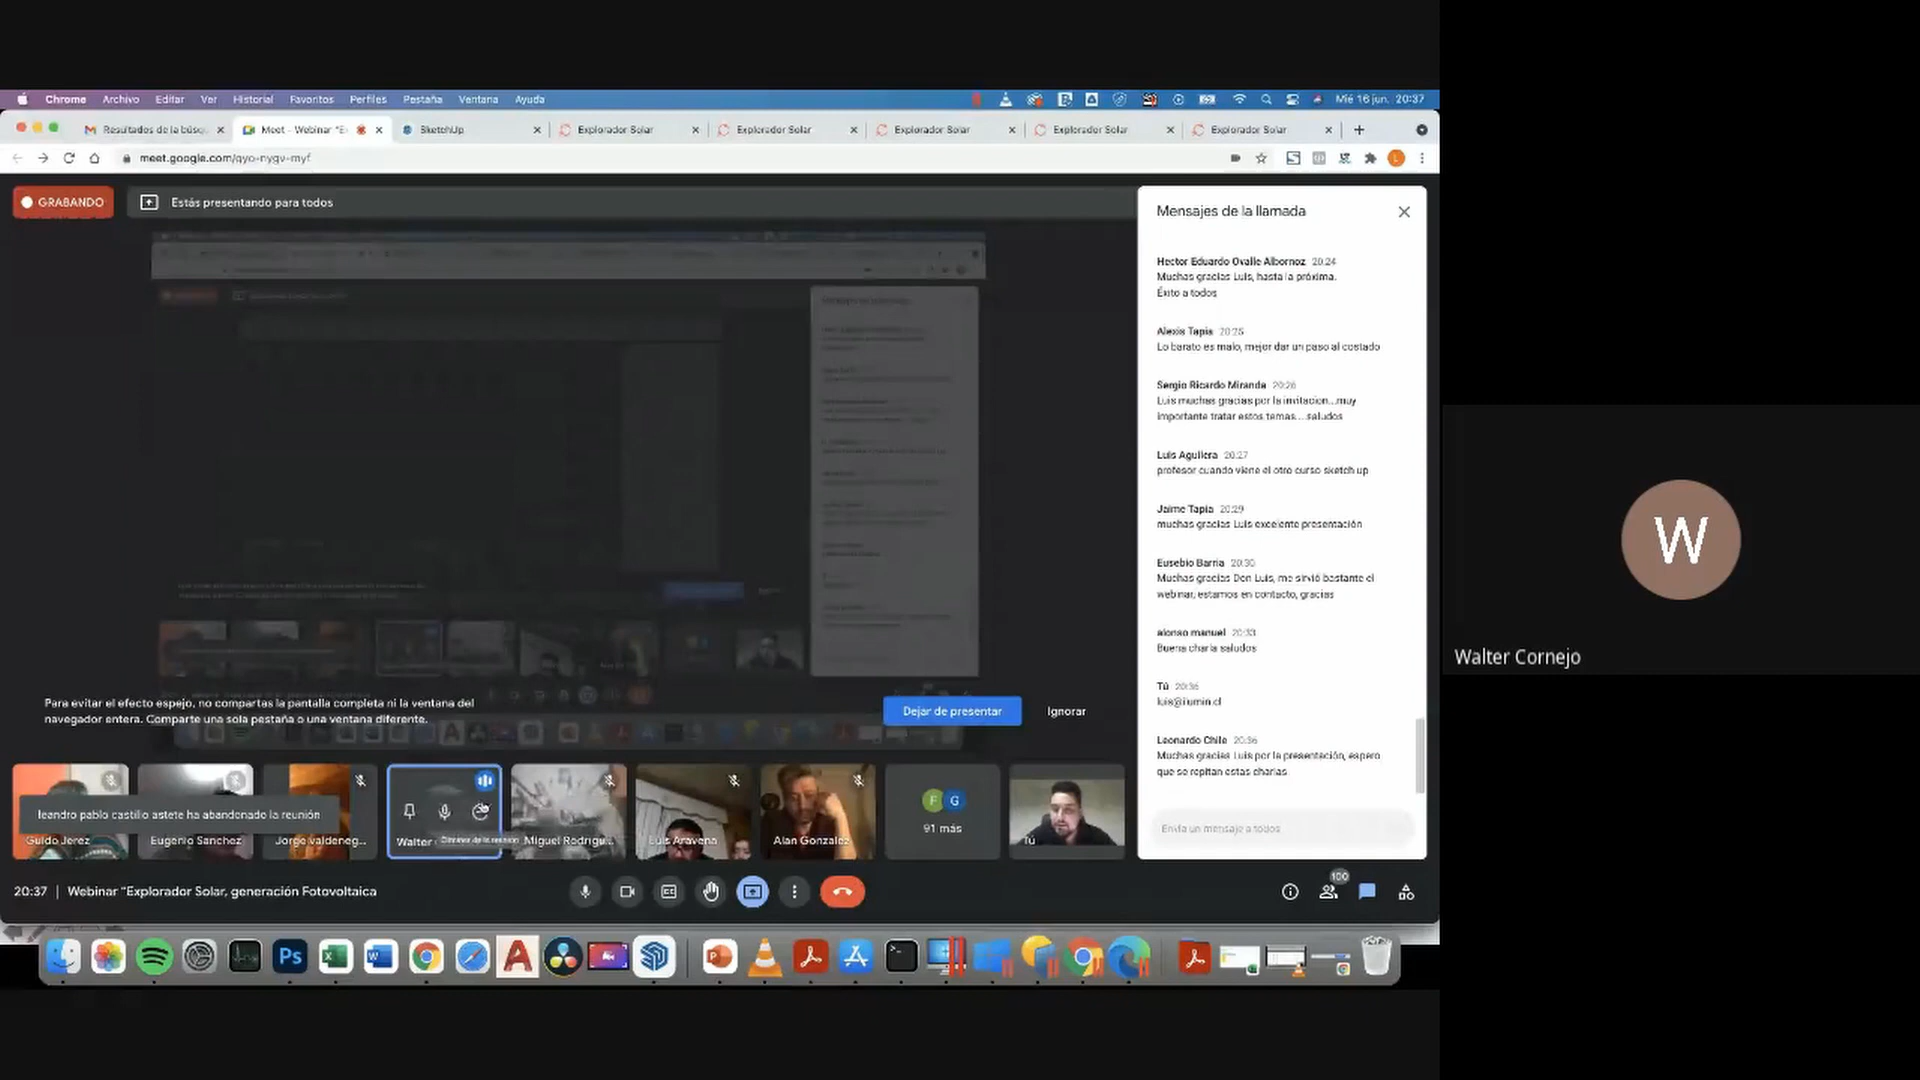 Chrome Archivo Editar Ver Historial Favoritos Perfiles Pestaña Ventana Ayuda
Mié 16 jun. 20:37
Resultados de la búsq
Meet - Webinar "E
SketchUp
Explorador Solar
Explorador Solar
Explorador Solar
Explorador Solar
Explorador Solar
meet.google.com/qyo-nygv-myf
L
GRABANDO
Estás presentando para todos
Para evitar el efecto espejo, no compartas la pantalla completa ni la ventana del
navegador entera. Comparte una sola pestaña o una ventana diferente.
Dejar de presentar
Ignorar
Mensajes de la llamada
Hector Eduardo Ovalle Albornoz 20:24
Muchas gracias Luis, hasta la próxima.
Éxito a todos
Alexis Tapia 20:25
Lo barato es malo, mejor dar un paso al costado
Sergio Ricardo Miranda 20:26
Luis muchas gracias por la invitacion...muy
importante tratar estos temas....saludos
Luis Aguilera 20:27
profesor cuando viene el otro curso sketch up
Jaime Tapia 20:29
muchas gracias Luis excelente presentación
Eusebio Barria 20:30
Muchas gracias Don Luis, me sirvió bastante el
webinar, estamos en contacto, gracias
alonso manuel 20:33
Buena charla saludos
Tú 20:36
luis@ilumin.cl
Leonardo Chile 20:36
Muchas gracias Luis por la presentación, espero
que se repitan estas charlas
Envía un mensaje a todos
leandro pablo castillo astete ha abandonado la reunión
Guido Jerez
Eugenio Sanchez
Jorge valdeneg...
Walter
Miguel Rodrigu...
Luis Aravena
Alan Gonzalez
F G
91 más
Tú
20:37 | Webinar "Explorador Solar, generación Fotovoltaica
100
Ps
W
Walter Cornejo